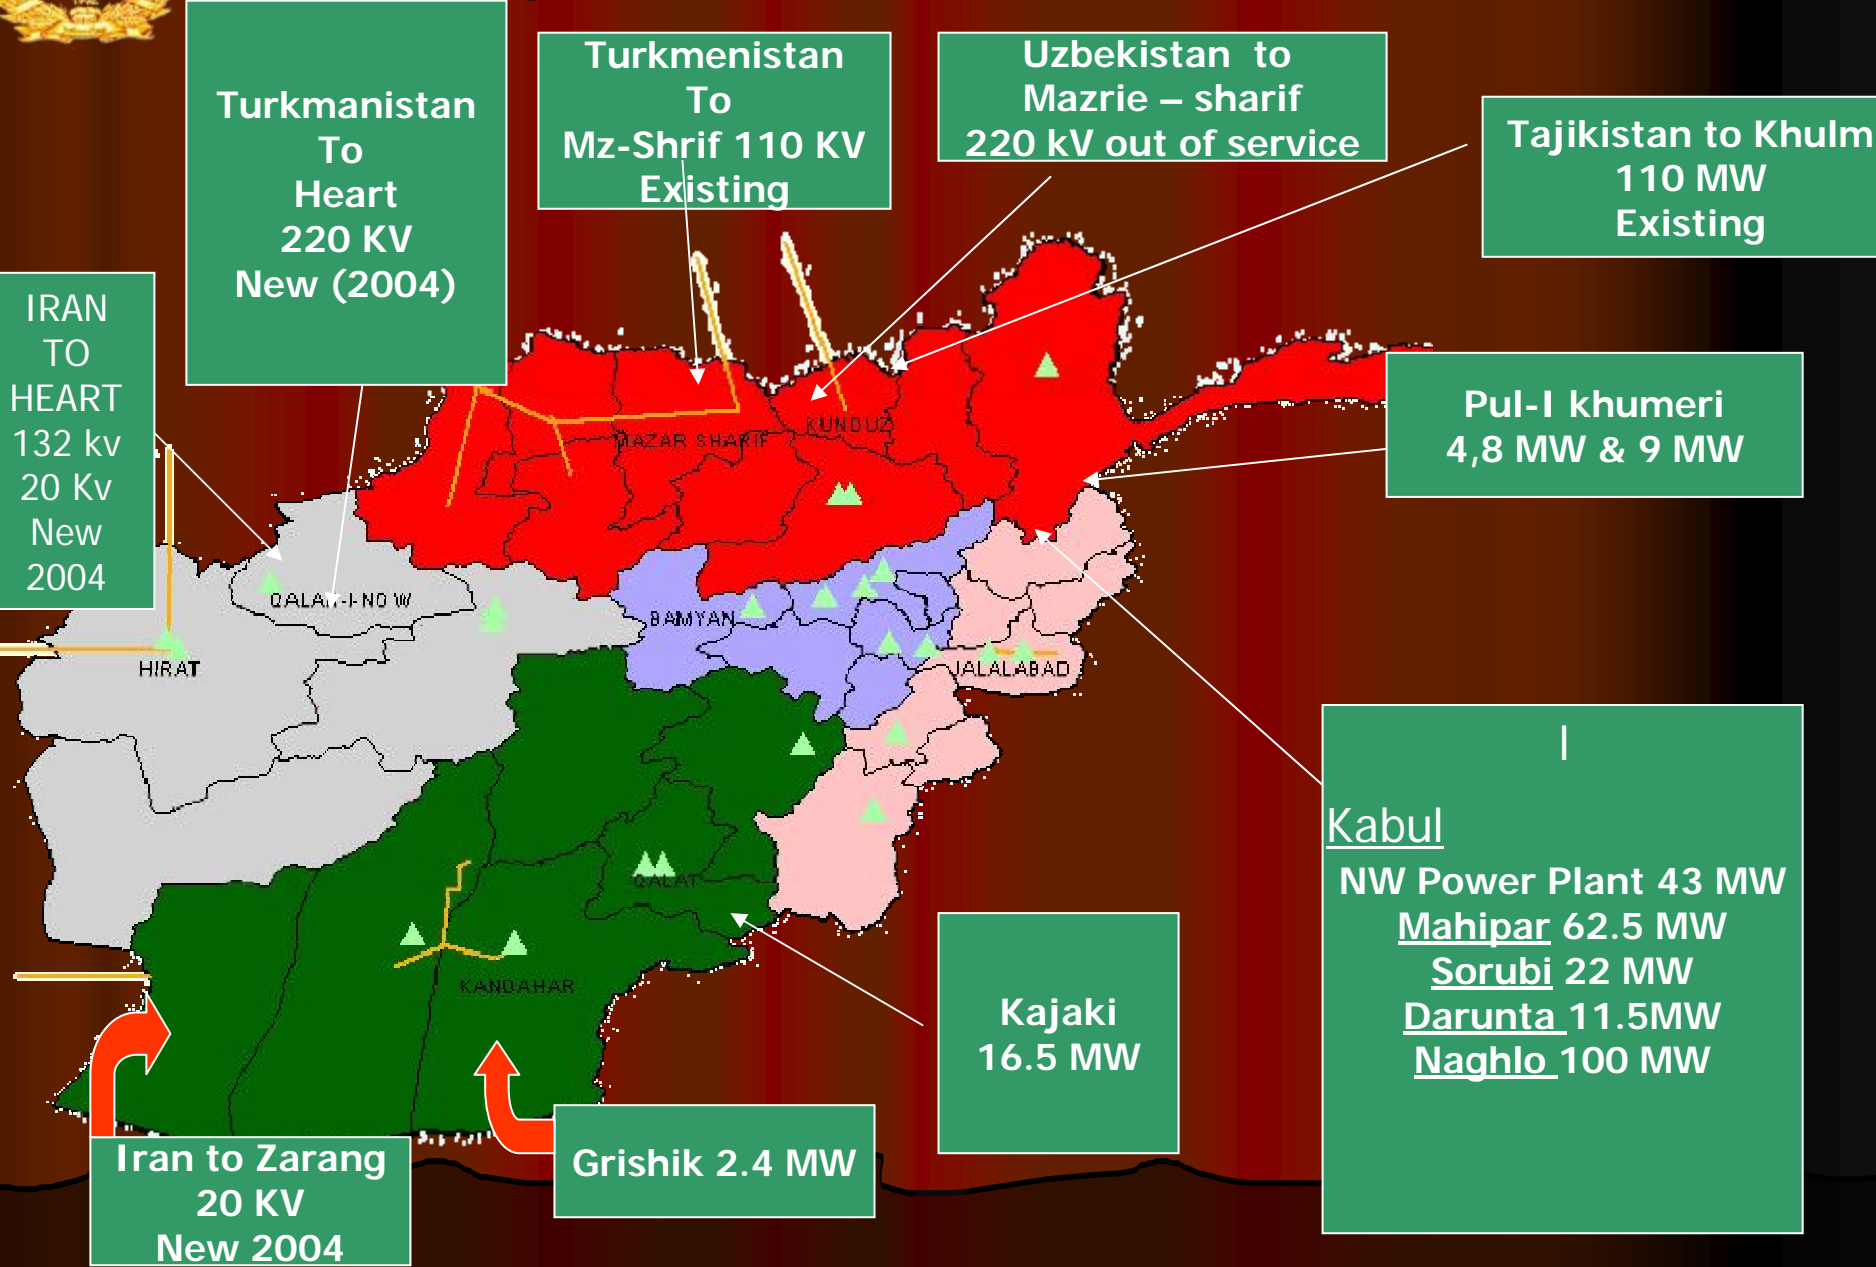 Turkmanistan
To
Heart
220 KV
New (2004)
Turkmenistan
To
Mz-Shrif 110 KV
Existing
Uzbekistan to
Mazrie – sharif
220 kV out of service
Tajikistan to Khulm
110 MW
Existing
IRAN
TO
HEART
132 kv
20 Kv
New
2004
Pul-I khumeri
4,8 MW & 9 MW
MAZAR SHARIF
KUNDUZ
QALAH-I-NOW
BAMYAN
HIRAT
JALALABAD
QALAT
KANDAHAR
l
Kabul
NW Power Plant 43 MW
Mahipar 62.5 MW
Sorubi 22 MW
Darunta 11.5MW
Naghlo 100 MW
Kajaki
16.5 MW
Grishik 2.4 MW
Iran to Zarang
20 KV
New 2004